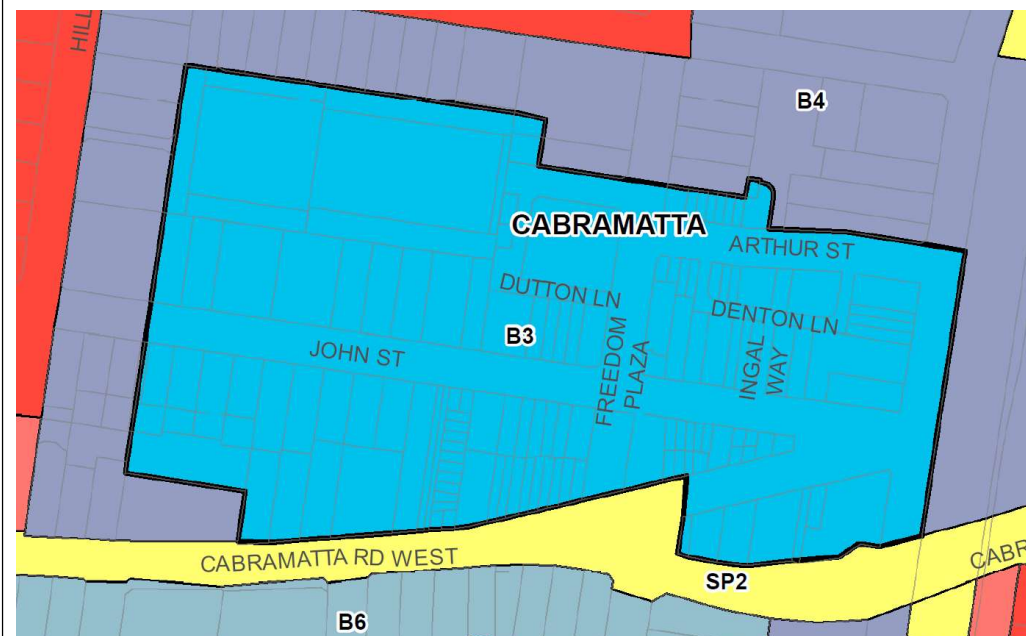 HILL
B4
CABRAMATTA
ARTHUR ST
DUTTON LN
DENTON LN
B3
JOHN ST
FREEDOM
PLAZA
INGAL
WAY
CABRAMATTA RD WEST
CABR
SP2
B6